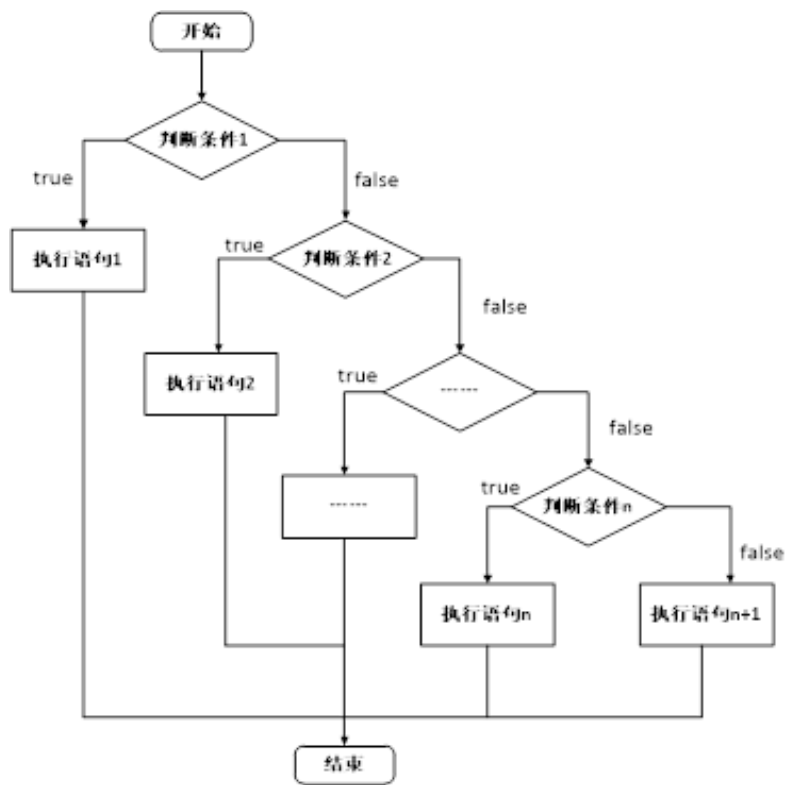 开始
判断条件1
true
false
执行语句1
true
判断条件2
false
执行语句2
true
------
false
------
true
判断条件n
false
执行语句n
执行语句n+1
结束